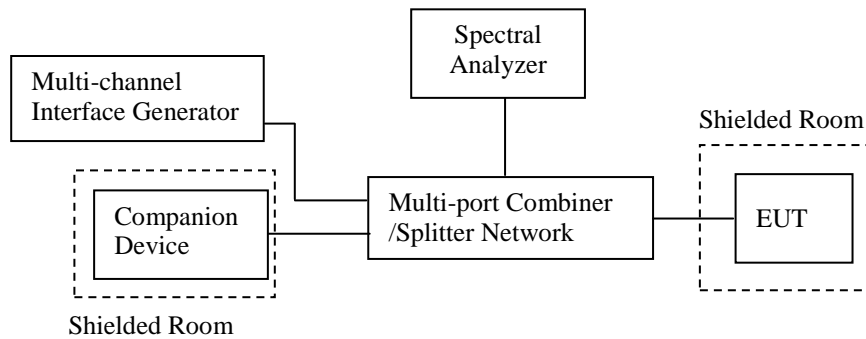 Spectral
Analyzer
Multi-channel
Interface Generator
Shielded Room
Multi-port Combiner
/Splitter Network
EUT
Companion
Device
Shielded Room